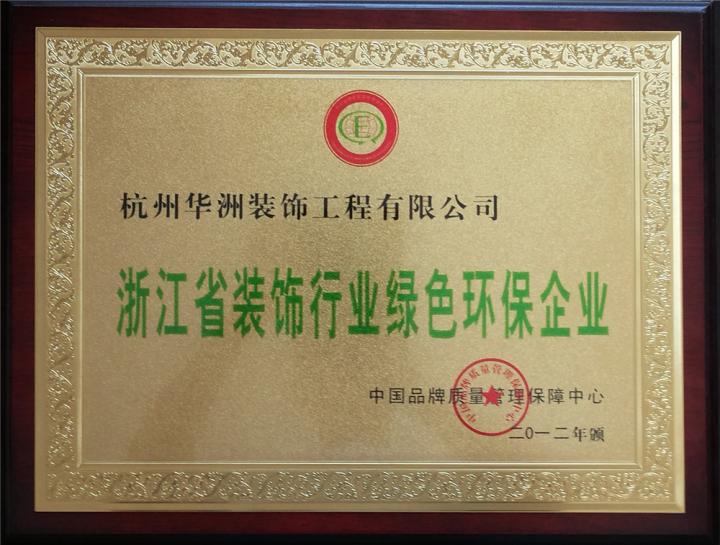 E
杭州华洲装饰工程有限公司
浙江省装饰行业绿色环保企业
中国品牌质量管理保障中心
二〇一二年颁